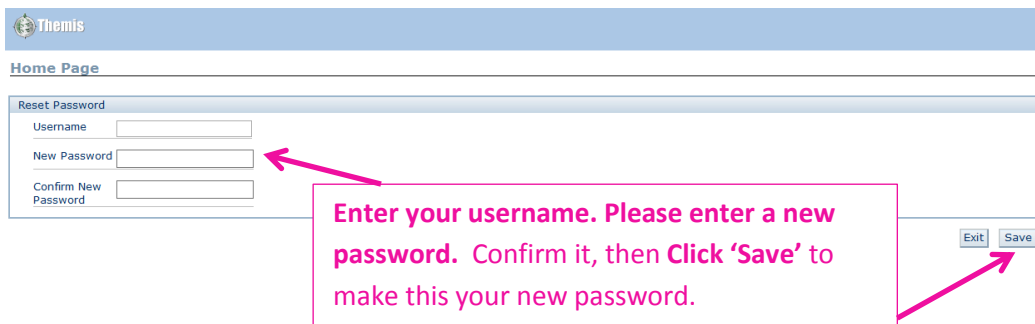 Themis
Home Page
Reset Password
Username
New Password
Confirm New
Password
Enter your username. Please enter a new
password. Confirm it, then Click ‘Save’ to
make this your new password.
Exit Save